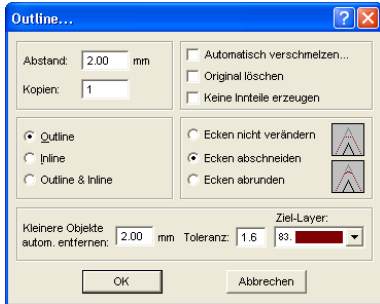 Outline...
Abstand: 2.00 mm
Kopien: 1
Automatisch verschmelzen...
Original löschen
Keine Innteile erzeugen
Outline
Inline
Outline & Inline
Ecken nicht verändern
Ecken abschneiden
Ecken abrunden
Kleinere Objekte
autom. entfernen: 2.00 mm Toleranz: 1.6
Ziel-Layer:
83.
OK
Abbrechen